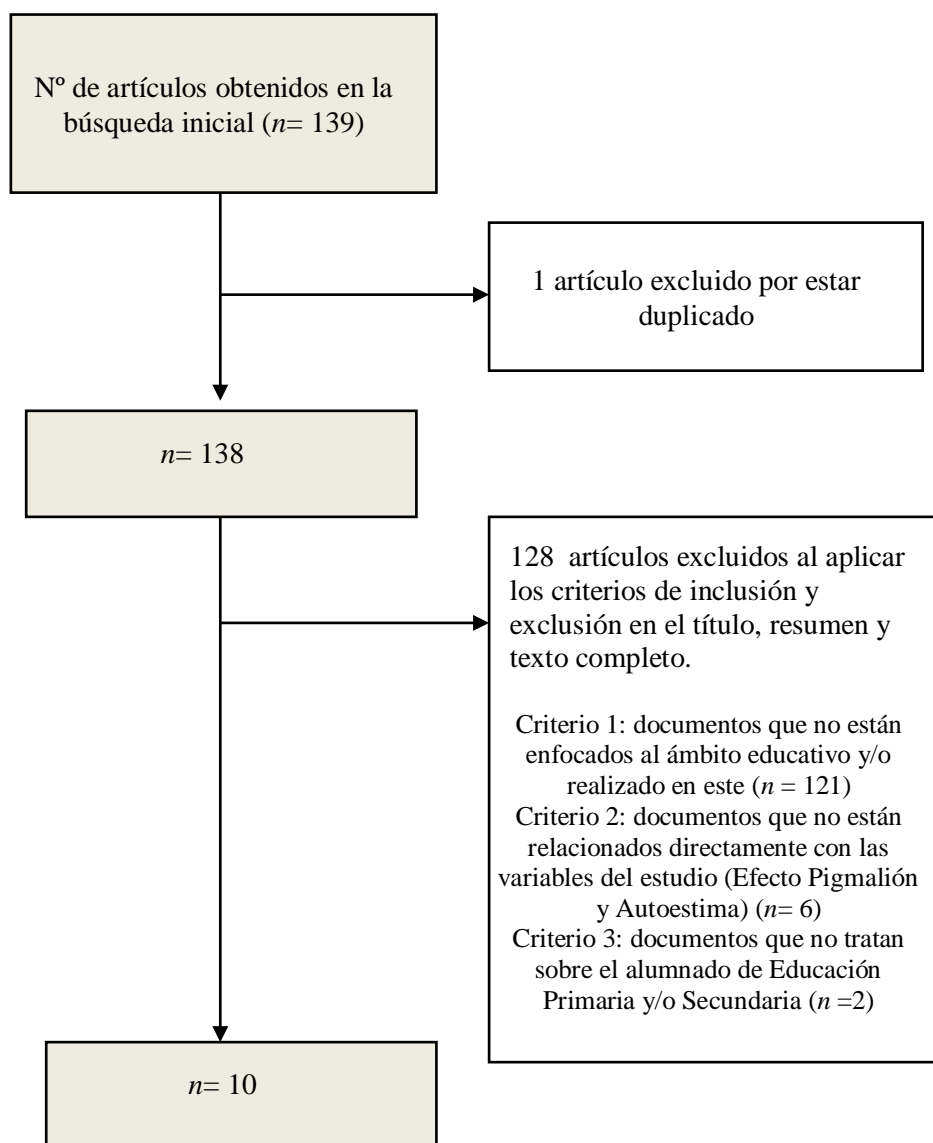 Nº de artículos obtenidos en la
búsqueda inicial (n= 139)
1 artículo excluido por estar
duplicado
n= 138
128 artículos excluidos al aplicar
los criterios de inclusión y
exclusión en el título, resumen y
texto completo.
Criterio 1: documentos que no están
enfocados al ámbito educativo y/o
realizado en este (n = 121)
Criterio 2: documentos que no están
relacionados directamente con las
variables del estudio (Efecto Pigmalión
y Autoestima) (n= 6)
Criterio 3: documentos que no tratan
sobre el alumnado de Educación
Primaria y/o Secundaria (n =2)
n= 10